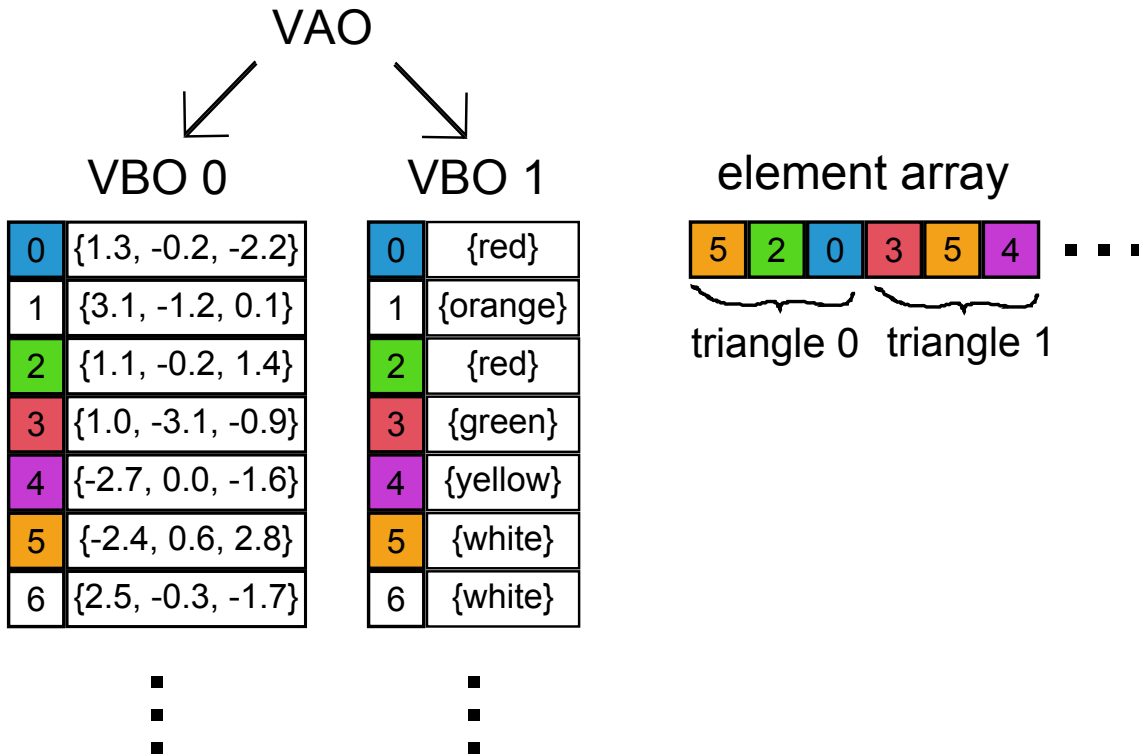 VAO
VBO 0
VBO 1
element array
0 {1.3, -0.2, -2.2}
1 {3.1, -1.2, 0.1}
2 {1.1, -0.2, 1.4}
3 {1.0, -3.1, -0.9}
4 {-2.7, 0.0, -1.6}
5 {-2.4, 0.6, 2.8}
6 {2.5, -0.3, -1.7}
0 {red}
1 {orange}
2 {red}
3 {green}
4 {yellow}
5 {white}
6 {white}
5 2 0 3 5 4
triangle 0 triangle 1